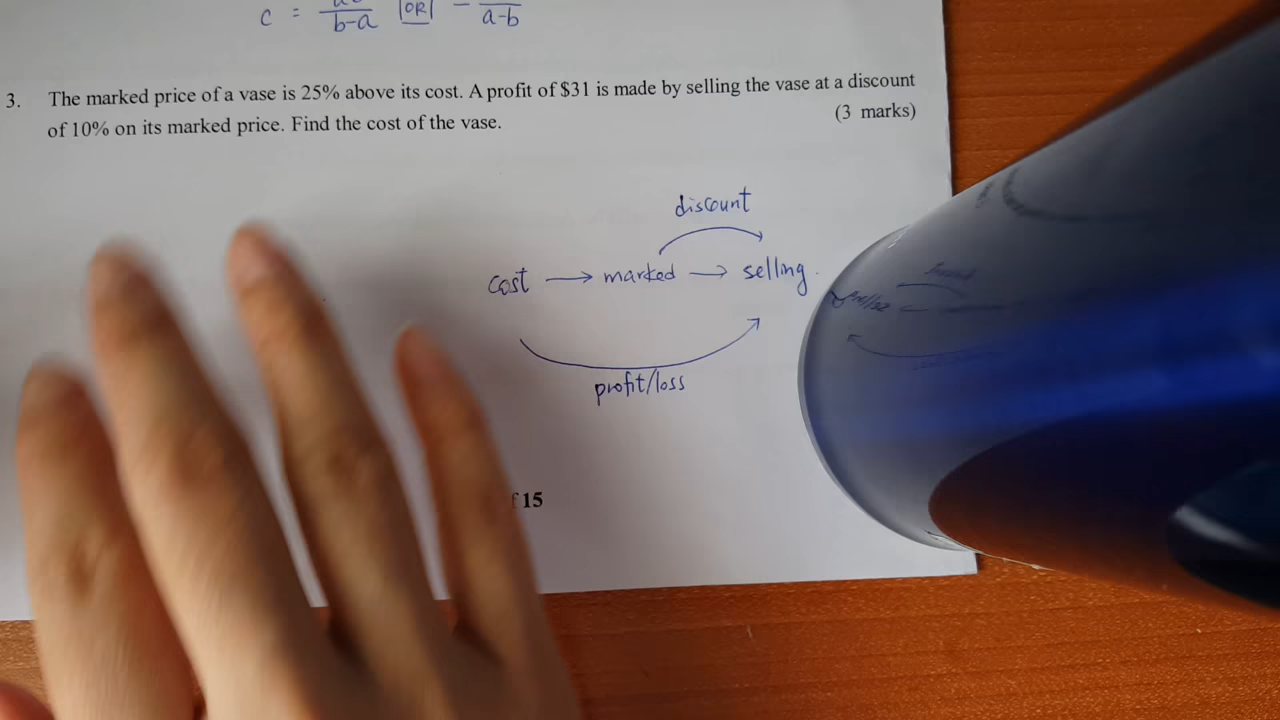 c = b-a OR - a-b
3. The marked price of a vase is 25% above its cost. A profit of $31 is made by selling the vase at a discount
of 10% on its marked price. Find the cost of the vase. (3 marks)
discount
cost → marked → selling
profit/loss
15